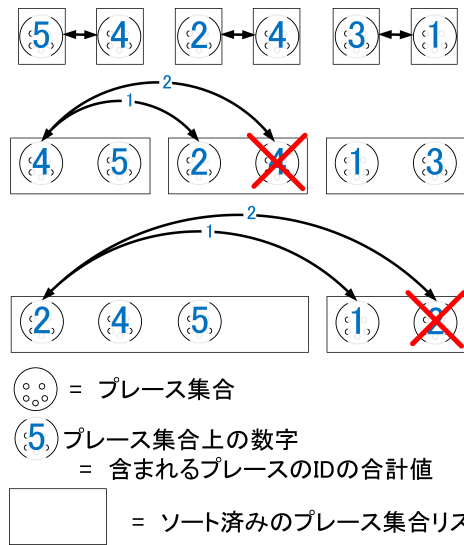 5 4 2 4 3 1
2
1
4 5 2 4 1 3
2
1
2 4 5 1 2
= プレース集合
5 プレース集合上の数字
= 含まれるプレースのIDの合計値
= ソート済みのプレース集合リス